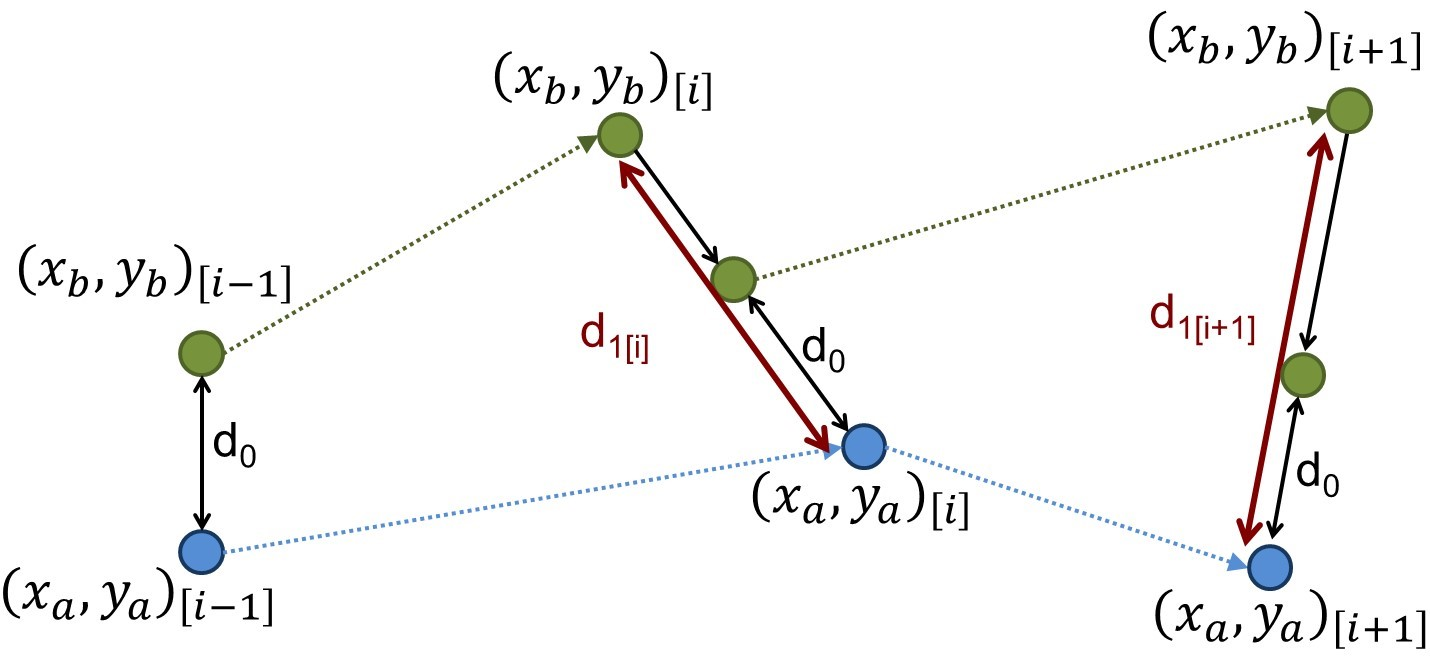 (x_b, y_b)_[i+1]
(x_b, y_b)_[i]
(x_b, y_b)_[i−1]
d_1[i]
d_0
d_1[i+1]
d_0
d_0
(x_a, y_a)_[i]
(x_a, y_a)_[i−1]
(x_a, y_a)_[i+1]